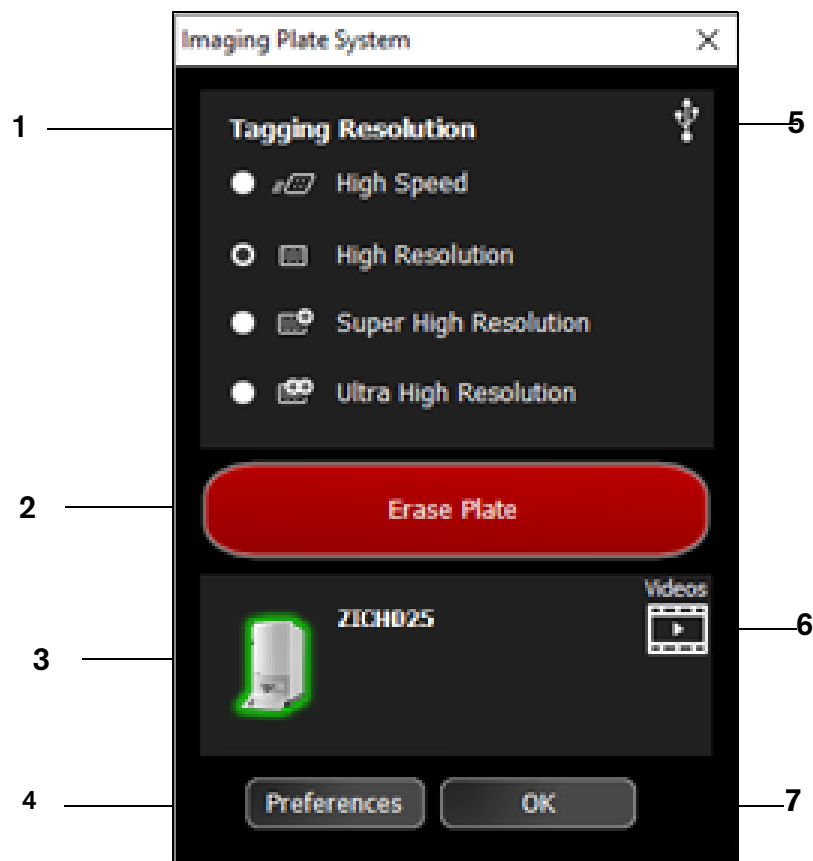 Imaging Plate System
1
Tagging Resolution
5
High Speed
High Resolution
Super High Resolution
Ultra High Resolution
2
Erase Plate
Videos
ZICH025
6
3
4
Preferences
OK
7